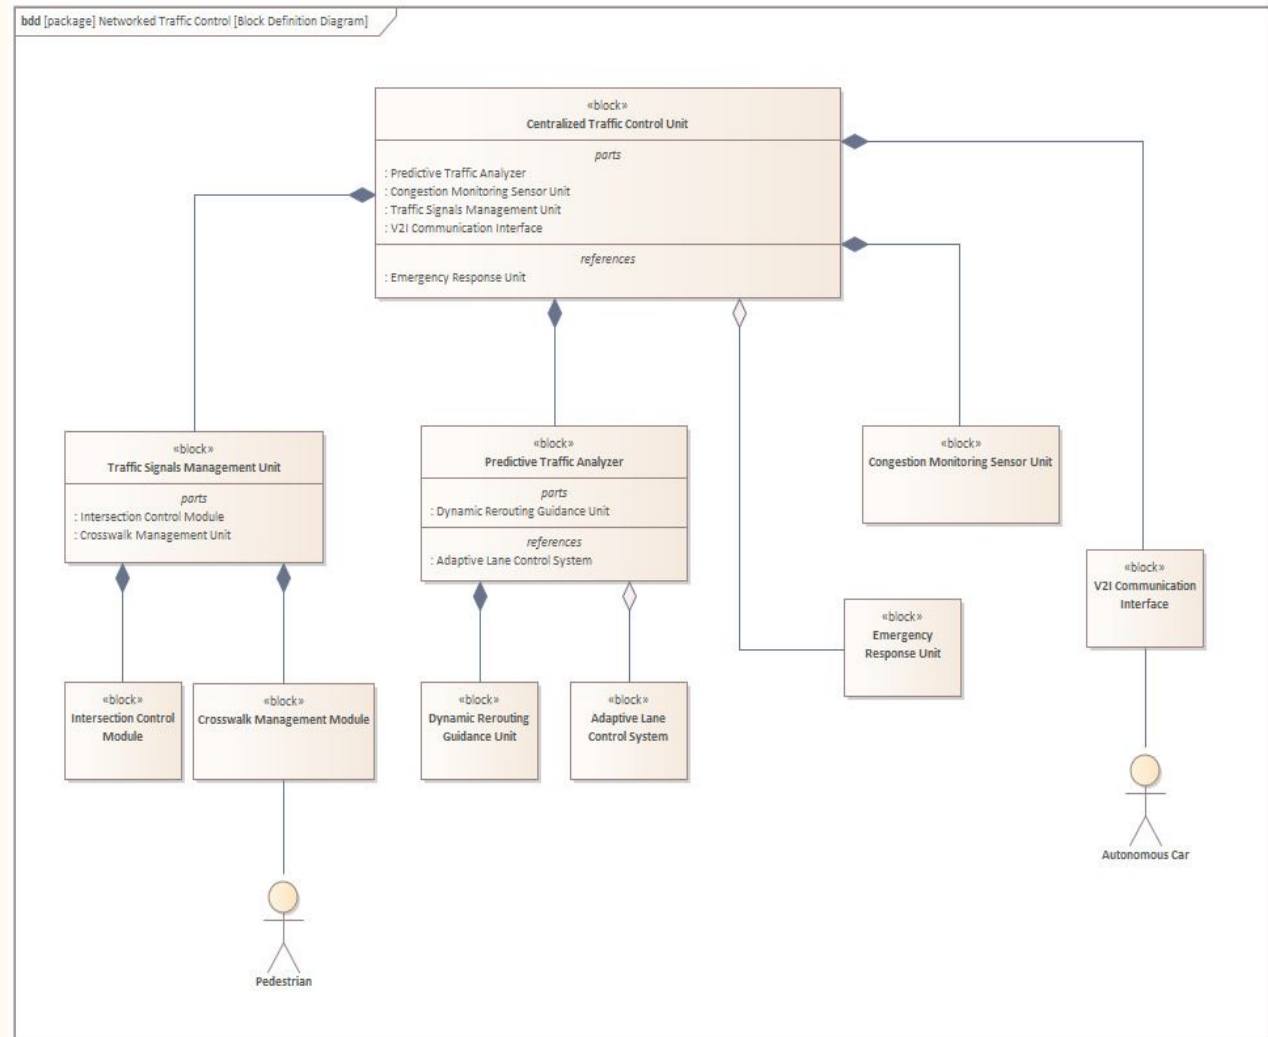 bdd [package] Networked Traffic Control [Block Definition Diagram]
«block»
Centralized Traffic Control Unit
parts
: Predictive Traffic Analyzer
: Congestion Monitoring Sensor Unit
: Traffic Signals Management Unit
: V2I Communication Interface
references
: Emergency Response Unit
«block»
Traffic Signals Management Unit
parts
: Intersection Control Module
: Crosswalk Management Unit
«block»
Predictive Traffic Analyzer
parts
: Dynamic Rerouting Guidance Unit
references
: Adaptive Lane Control System
«block»
Congestion Monitoring Sensor Unit
«block»
V2I Communication
Interface
«block»
Emergency
Response Unit
«block»
Intersection Control
Module
«block»
Crosswalk Management Module
«block»
Dynamic Rerouting
Guidance Unit
«block»
Adaptive Lane
Control System
Autonomous Car
Pedestrian